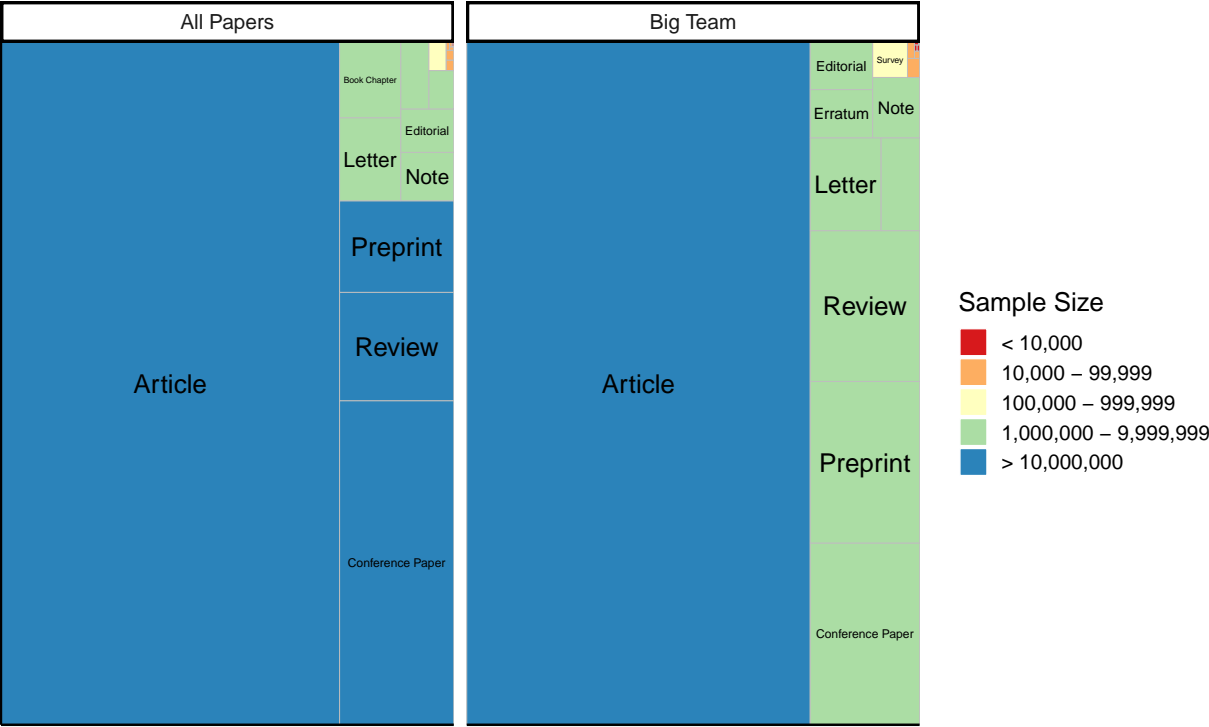 All Papers
Book Chapter
Editorial
Letter
Note
Preprint
Review
Article
Conference Paper
Big Team
Editorial
Survey
Erratum
Note
Letter
Review
Article
Preprint
Conference Paper
Sample Size
< 10,000
10,000 – 99,999
100,000 – 999,999
1,000,000 – 9,999,999
> 10,000,000